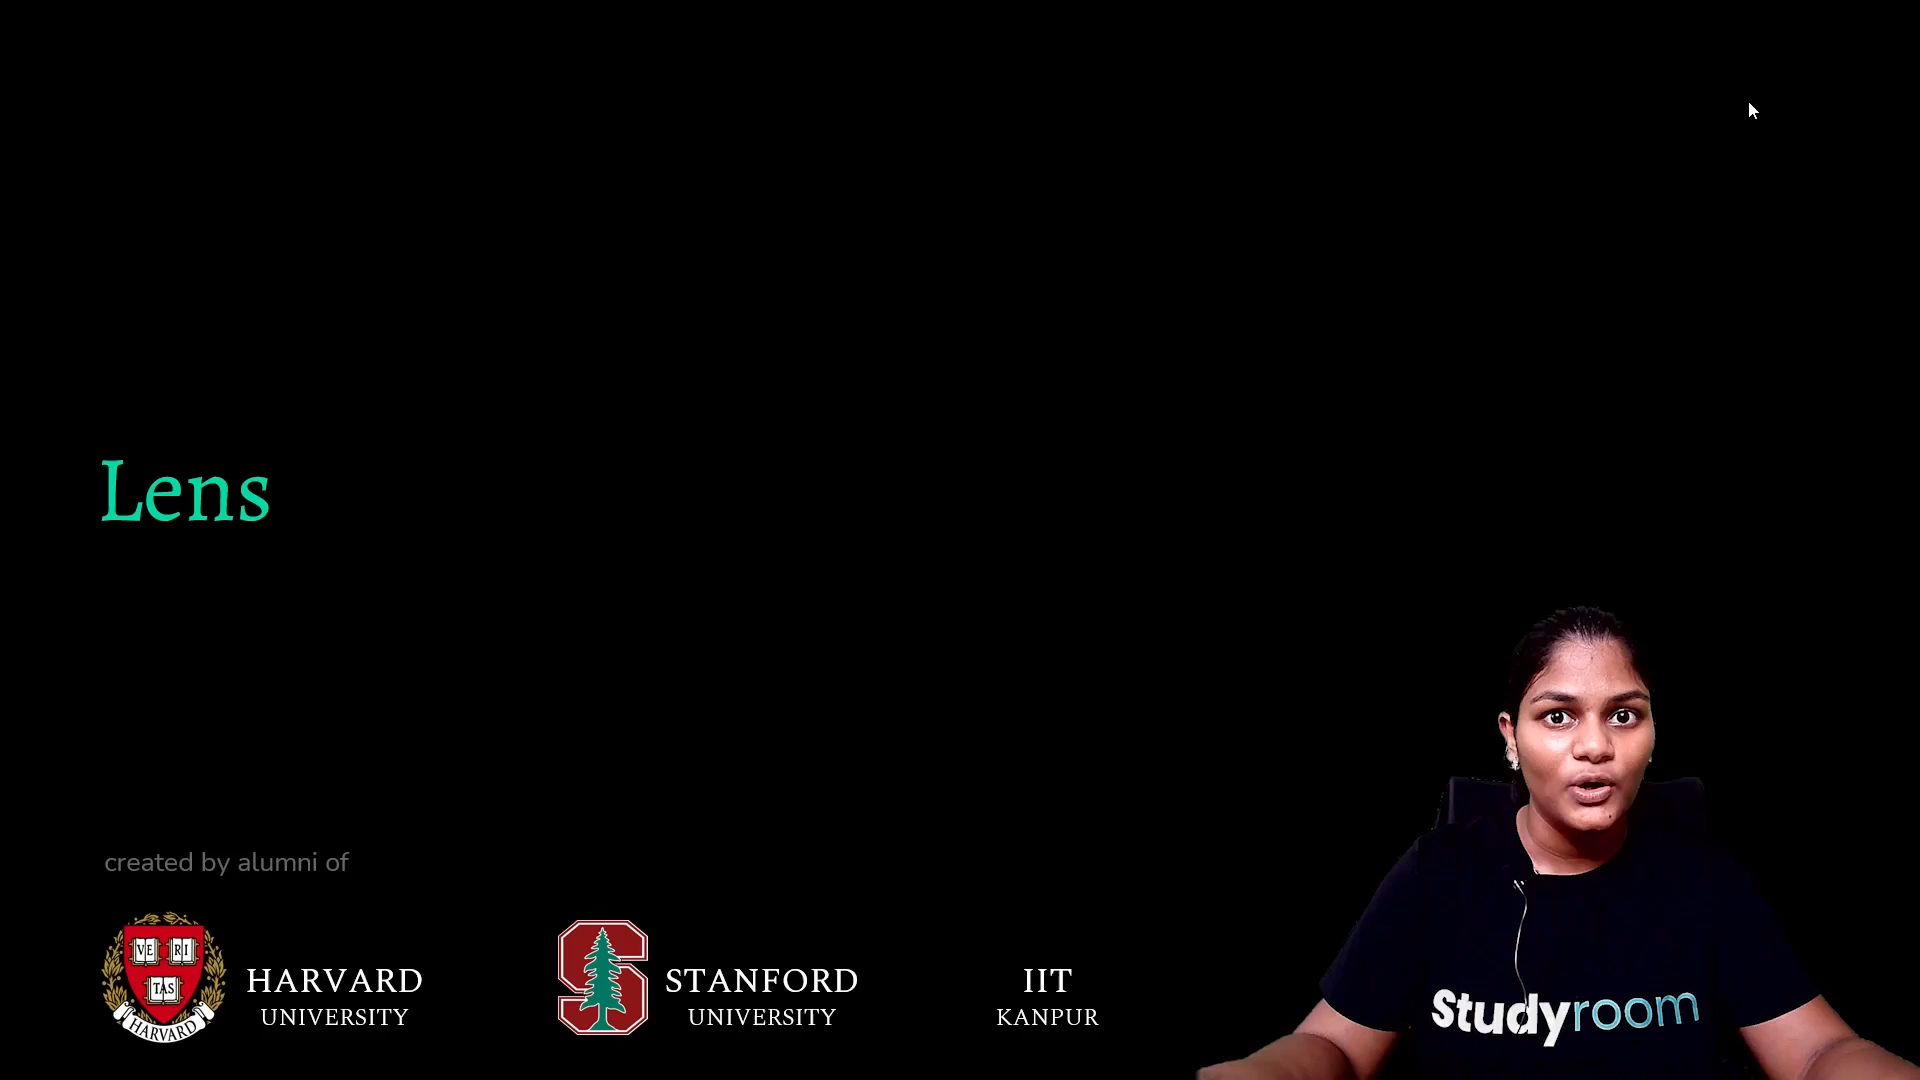 Lens
created by alumni of
VE RI
TAS
HARVARD
HARVARD
UNIVERSITY
STANFORD
UNIVERSITY
IIT
KANPUR
Studyroom